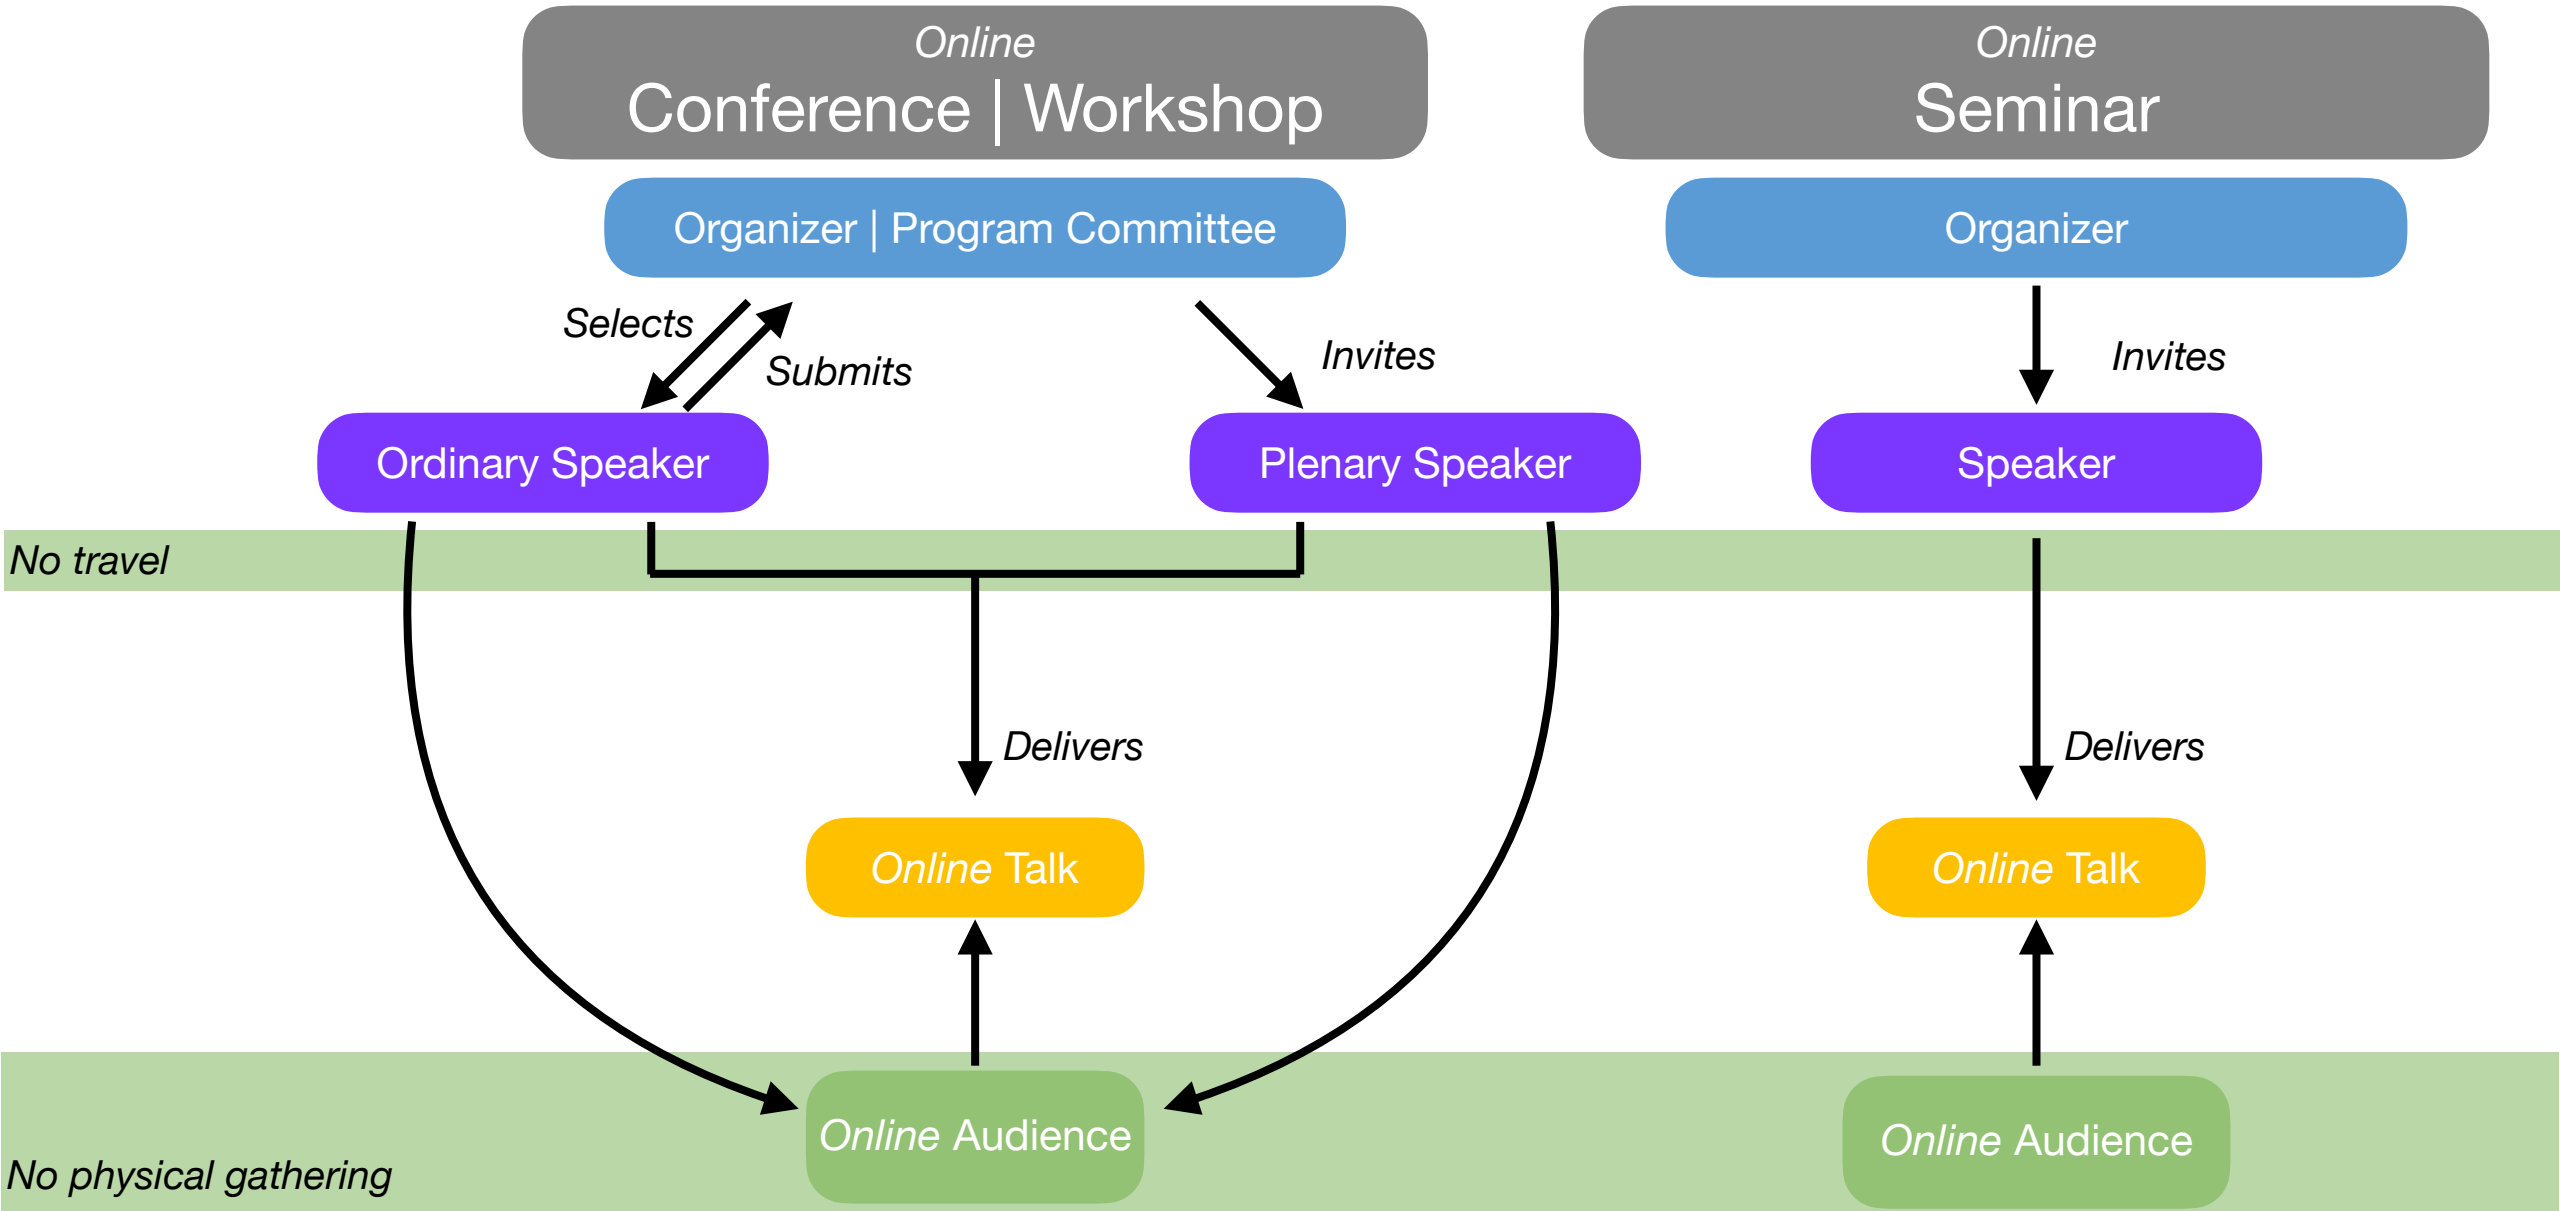 Online
Conference | Workshop
Online
Seminar
Organizer | Program Committee
Organizer
Selects
Submits
Invites
Invites
Ordinary Speaker
Plenary Speaker
Speaker
No travel
Delivers
Delivers
Online Talk
Online Talk
Online Audience
Online Audience
No physical gathering